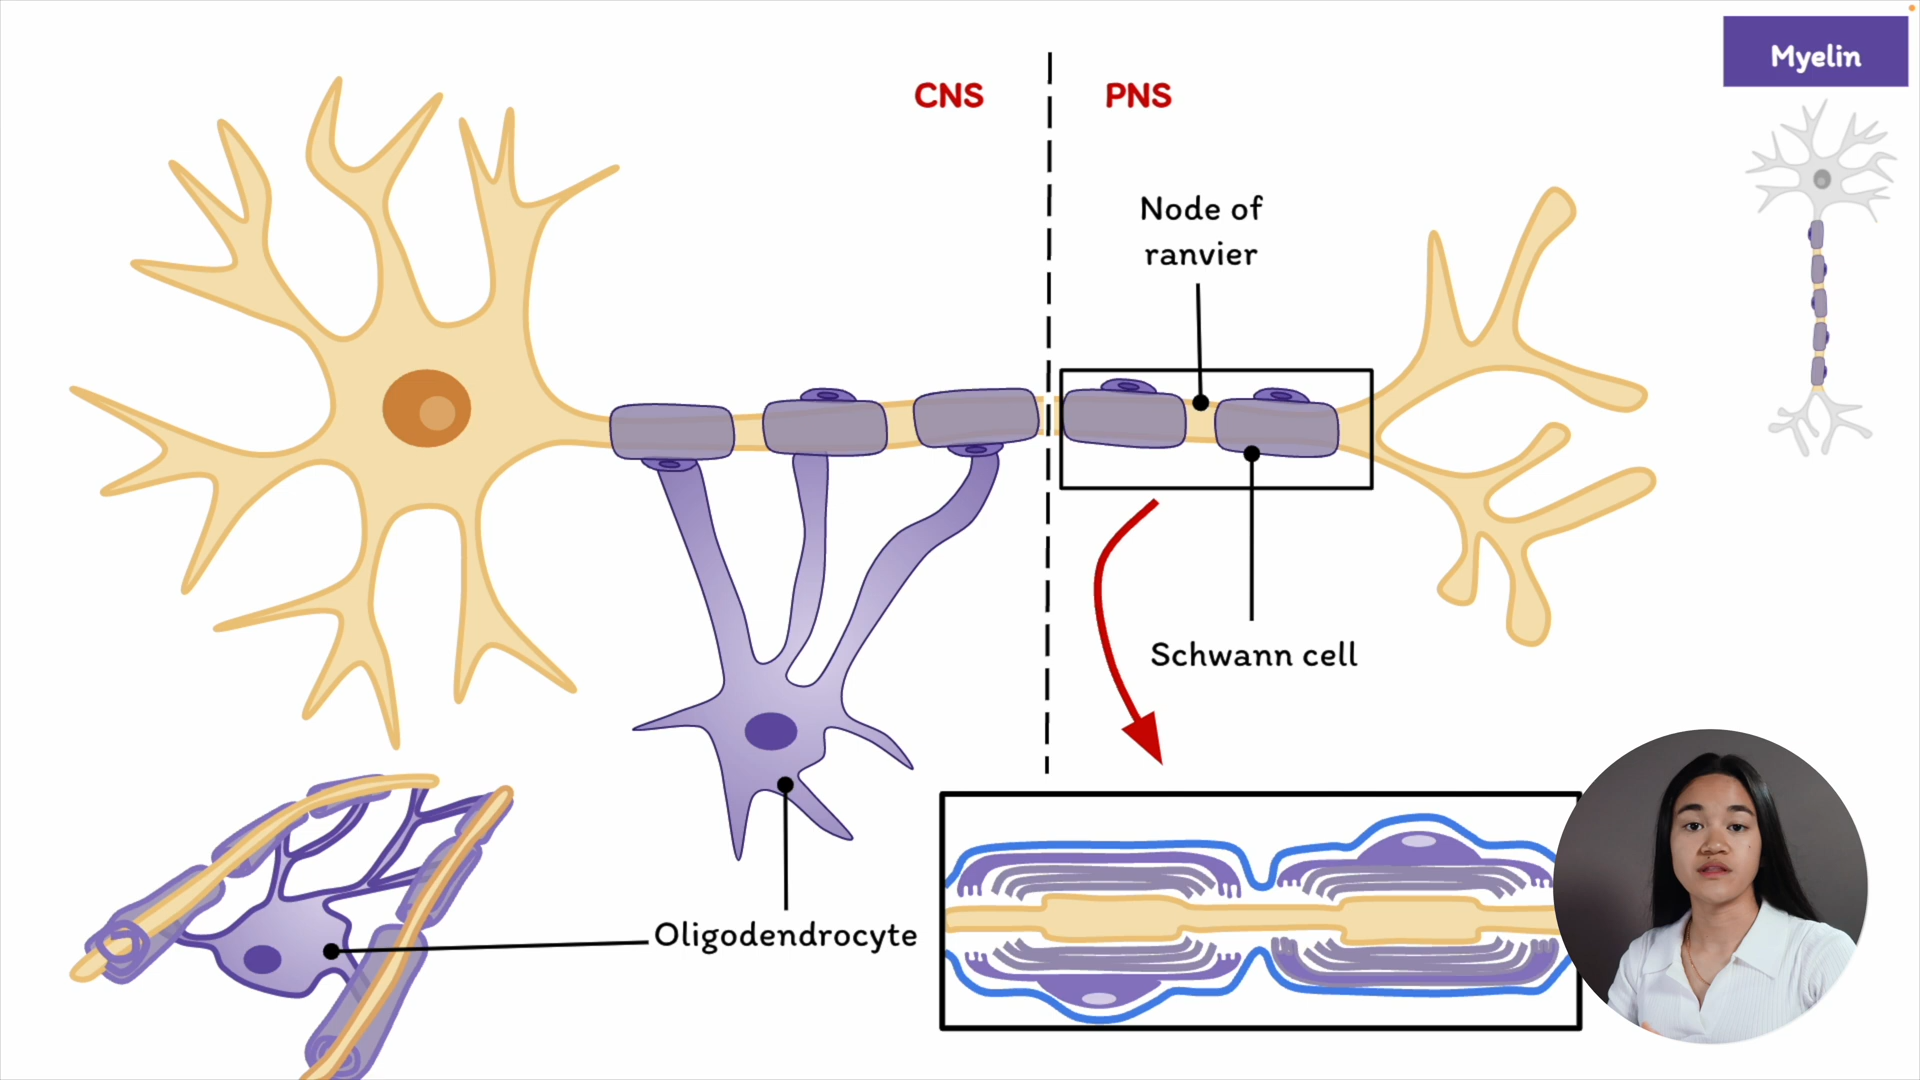 Myelin
CNS
PNS
Node of
ranvier
Schwann cell
Oligodendrocyte